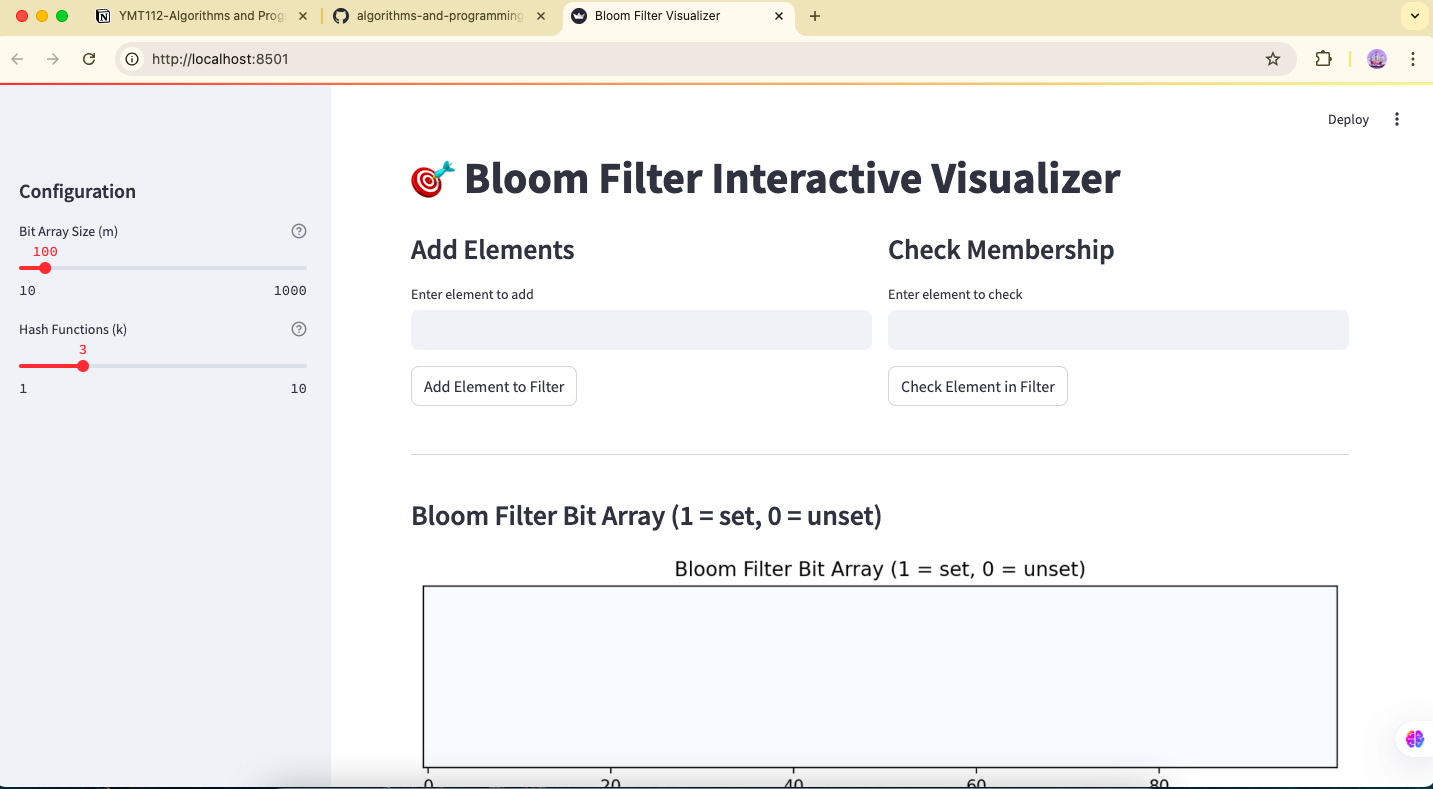 YMT112-Algorithms and Prog
algorithms-and-programming
Bloom Filter Visualizer
http://localhost:8501
Deploy
Configuration
Bit Array Size (m)
100
10 1000
Hash Functions (k)
3
1 10
🎯 Bloom Filter Interactive Visualizer
Add Elements
Enter element to add
Add Element to Filter
Check Membership
Enter element to check
Check Element in Filter
Bloom Filter Bit Array (1 = set, 0 = unset)
Bloom Filter Bit Array (1 = set, 0 = unset)
0 20 40 60 80